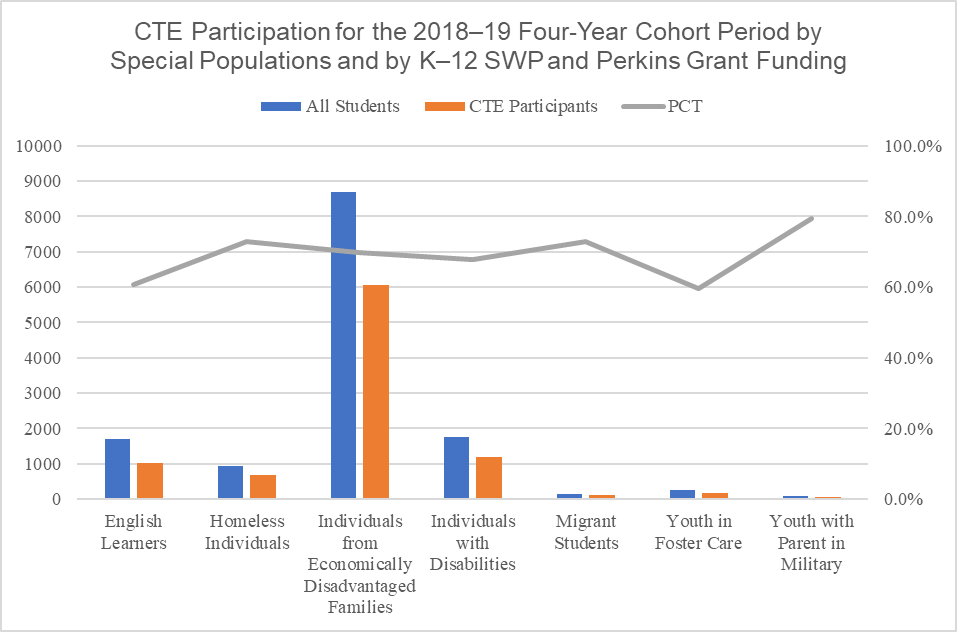 CTE Participation for the 2018–19 Four-Year Cohort Period by
Special Populations and by K–12 SWP and Perkins Grant Funding
All Students
CTE Participants
PCT
10000
9000
8000
7000
6000
5000
4000
3000
2000
1000
0
100.0%
80.0%
60.0%
40.0%
20.0%
0.0%
English
Learners
Homeless
Individuals
Individuals
from
Economically
Disadvantaged
Families
Individuals
with
Disabilities
Migrant
Students
Youth in
Foster Care
Youth with
Parent in
Military